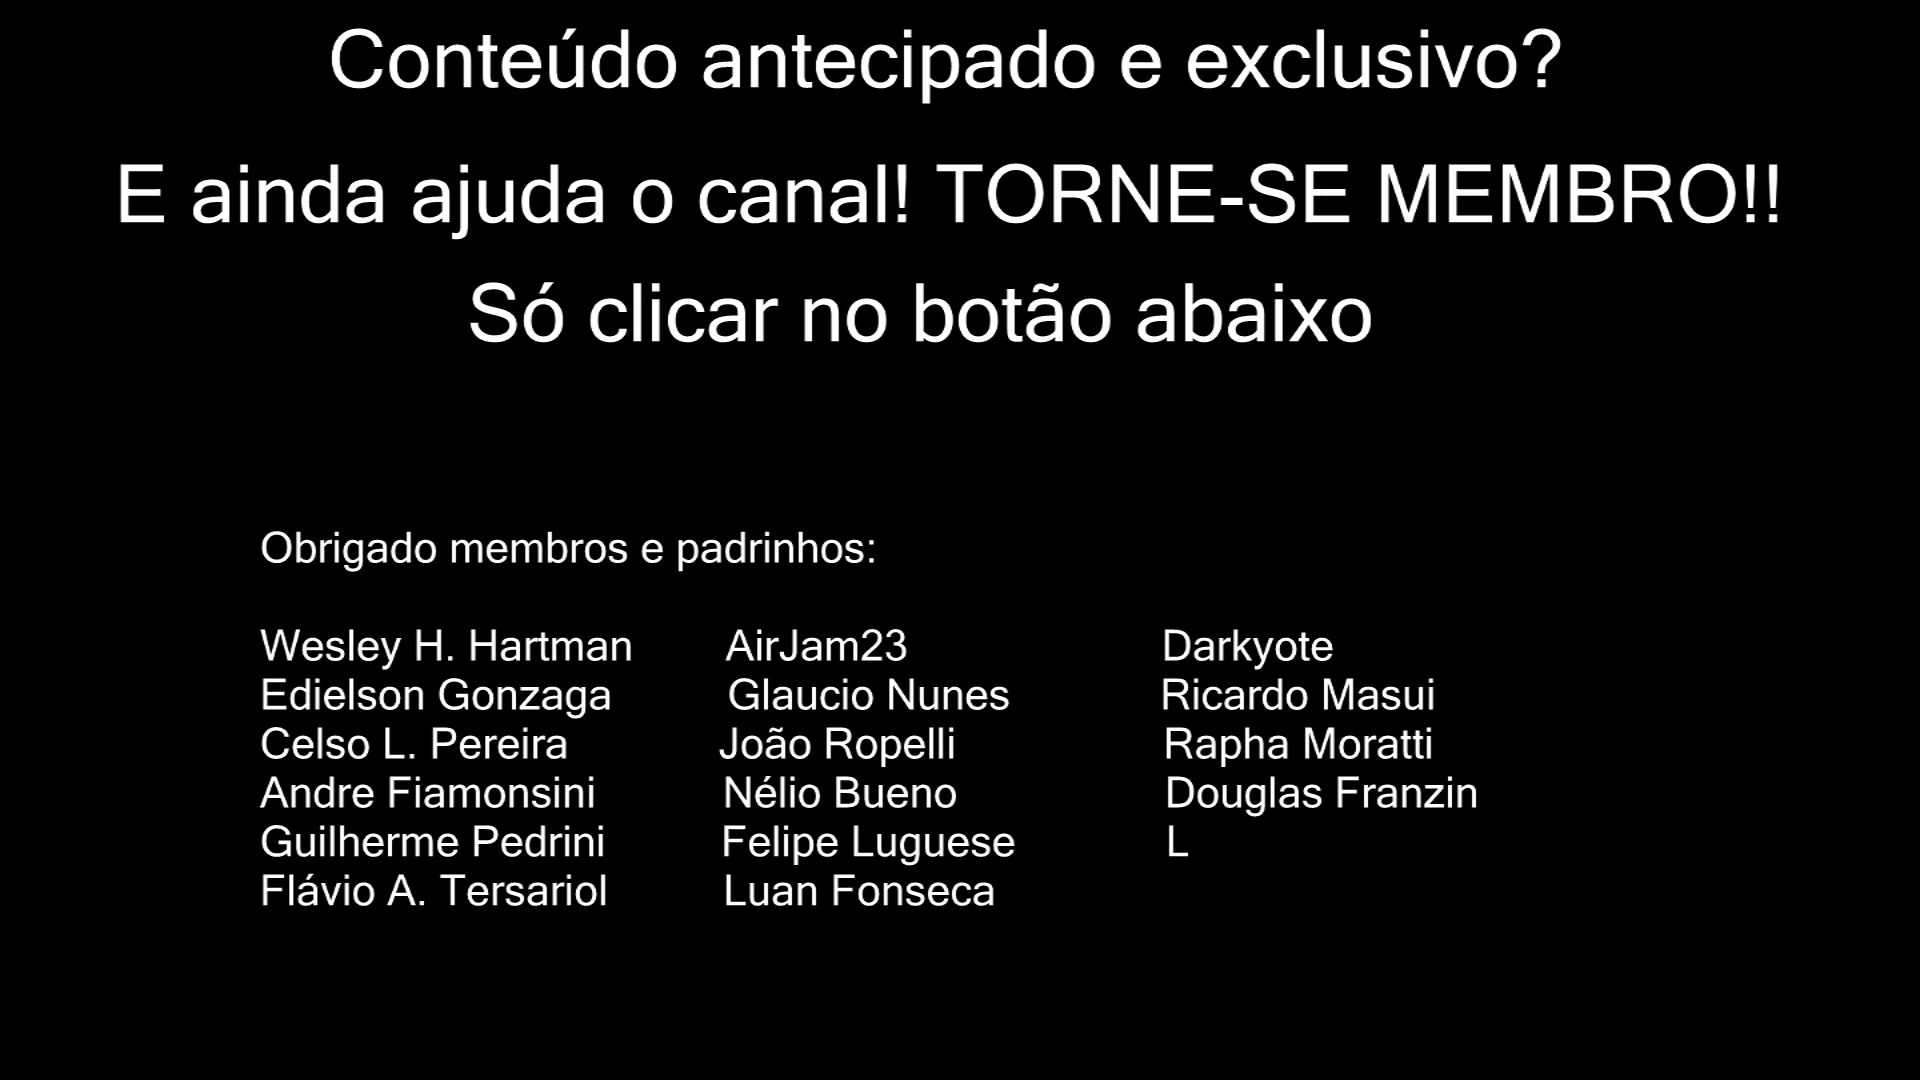 Conteúdo antecipado e exclusivo?
E ainda ajuda o canal! TORNE-SE MEMBRO!!
Só clicar no botão abaixo
Obrigado membros e padrinhos:
Wesley H. Hartman AirJam23 Darkyote
Edielson Gonzaga Glaucio Nunes Ricardo Masui
Celso L. Pereira João Ropelli Rapha Moratti
Andre Fiamonsini Nélio Bueno Douglas Franzin
Guilherme Pedrini Felipe Luguese L
Flávio A. Tersariol Luan Fonseca